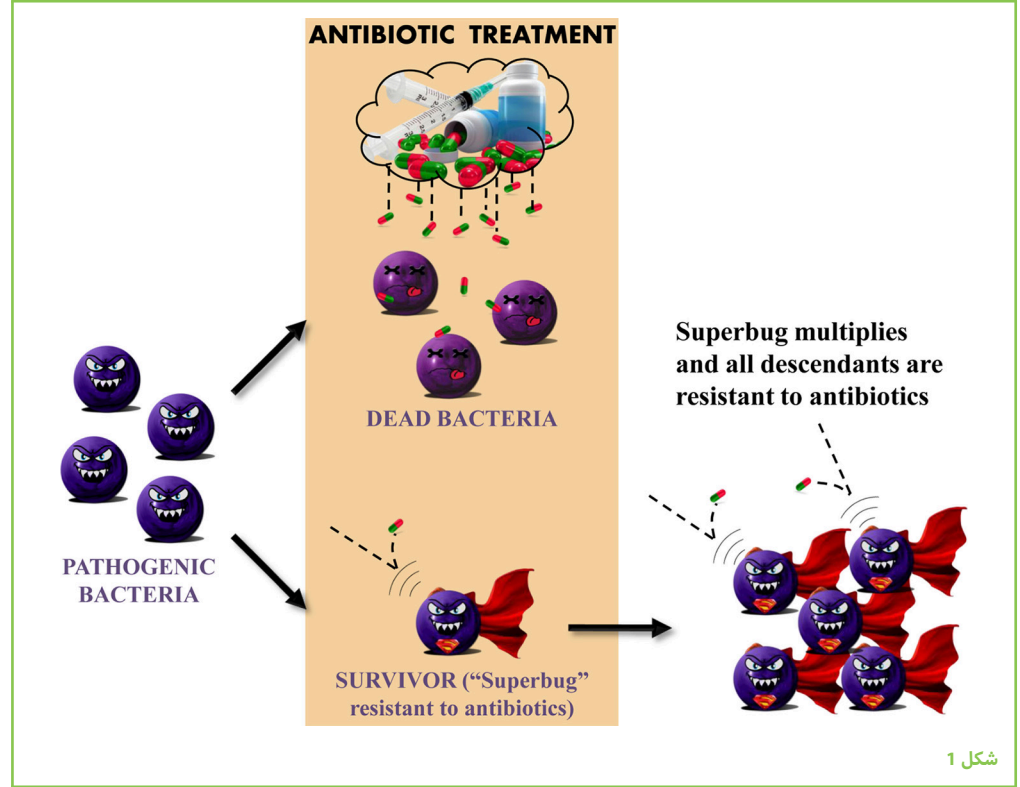 ANTIBIOTIC TREATMENT
DEAD BACTERIA
PATHOGENIC
BACTERIA
SURVIVOR (“Superbug”
resistant to antibiotics)
Superbug multiplies
and all descendants are
resistant to antibiotics
شكل 1